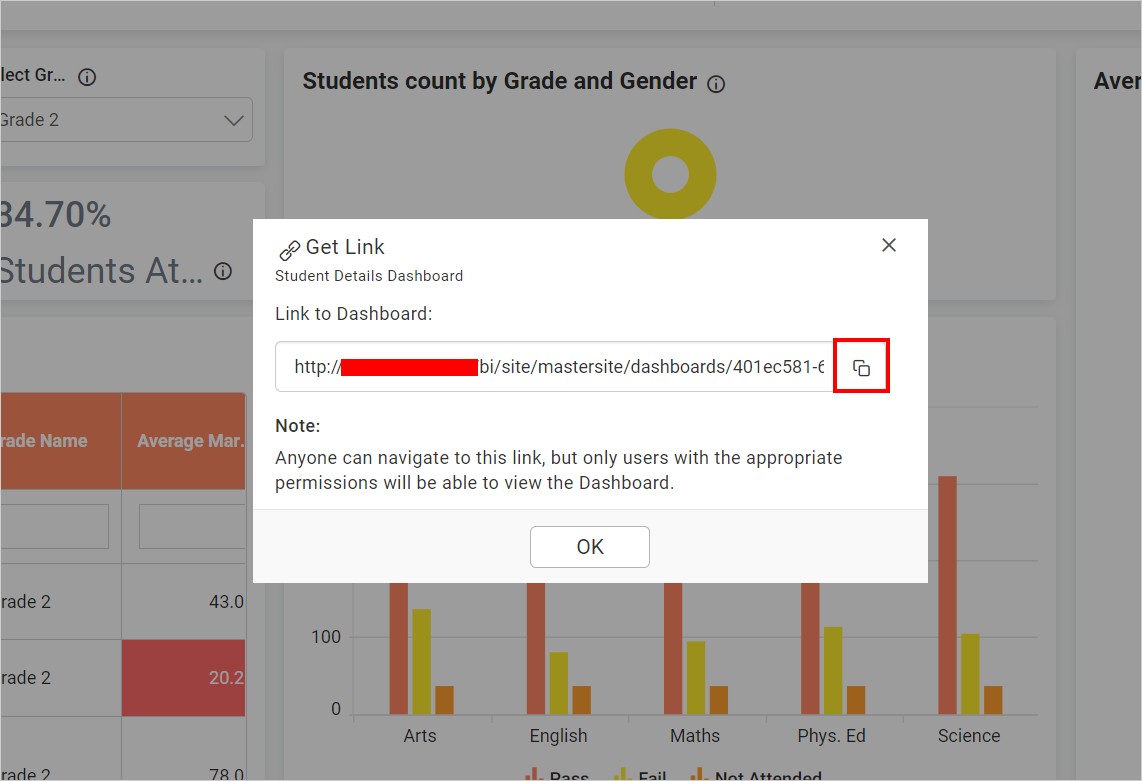 lect Gr...
Grade 2
34.70%
Students At...
Students count by Grade and Gender
Aver
Get Link
Student Details Dashboard
Link to Dashboard:
http:// bi/site/mastersite/dashboards/401ec581-6
Note:
Anyone can navigate to this link, but only users with the appropriate
permissions will be able to view the Dashboard.
OK
rade Name Average Mar.
rade 2 43.0
rade 2 20.2
rade 2 78.0
100
0
Arts English Maths Phys. Ed Science
Pass Fail Not Attended